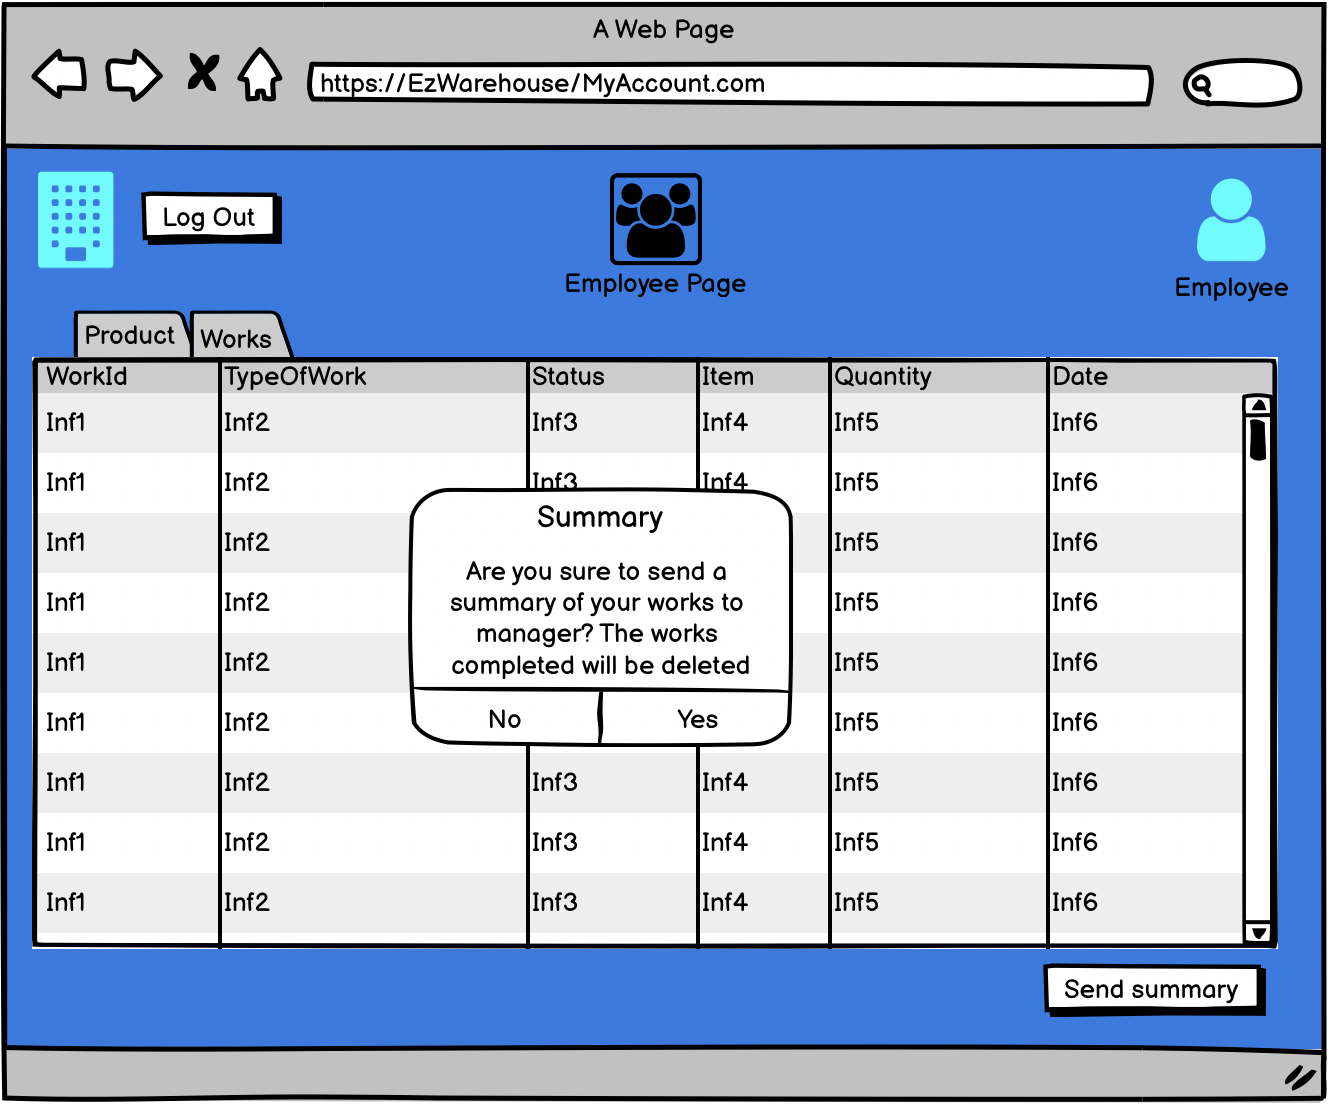 A Web Page
https://EzWarehouse/MyAccount.com
Log Out
Employee Page
Employee
Product Works
WorkId TypeOfWork Status Item Quantity Date
Inf1 Inf2 Inf3 Inf4 Inf5 Inf6
Inf1 Inf2 Inf3 Inf4 Inf5 Inf6
Inf1 Inf2 Inf5 Inf6
Inf1 Inf2 Inf5 Inf6
Inf1 Inf2 Inf5 Inf6
Inf1 Inf2 Inf5 Inf6
Inf1 Inf2 Inf3 Inf4 Inf5 Inf6
Inf1 Inf2 Inf3 Inf4 Inf5 Inf6
Inf1 Inf2 Inf3 Inf4 Inf5 Inf6
Summary
Are you sure to send a
summary of your works to
manager? The works
completed will be deleted
No Yes
Send summary